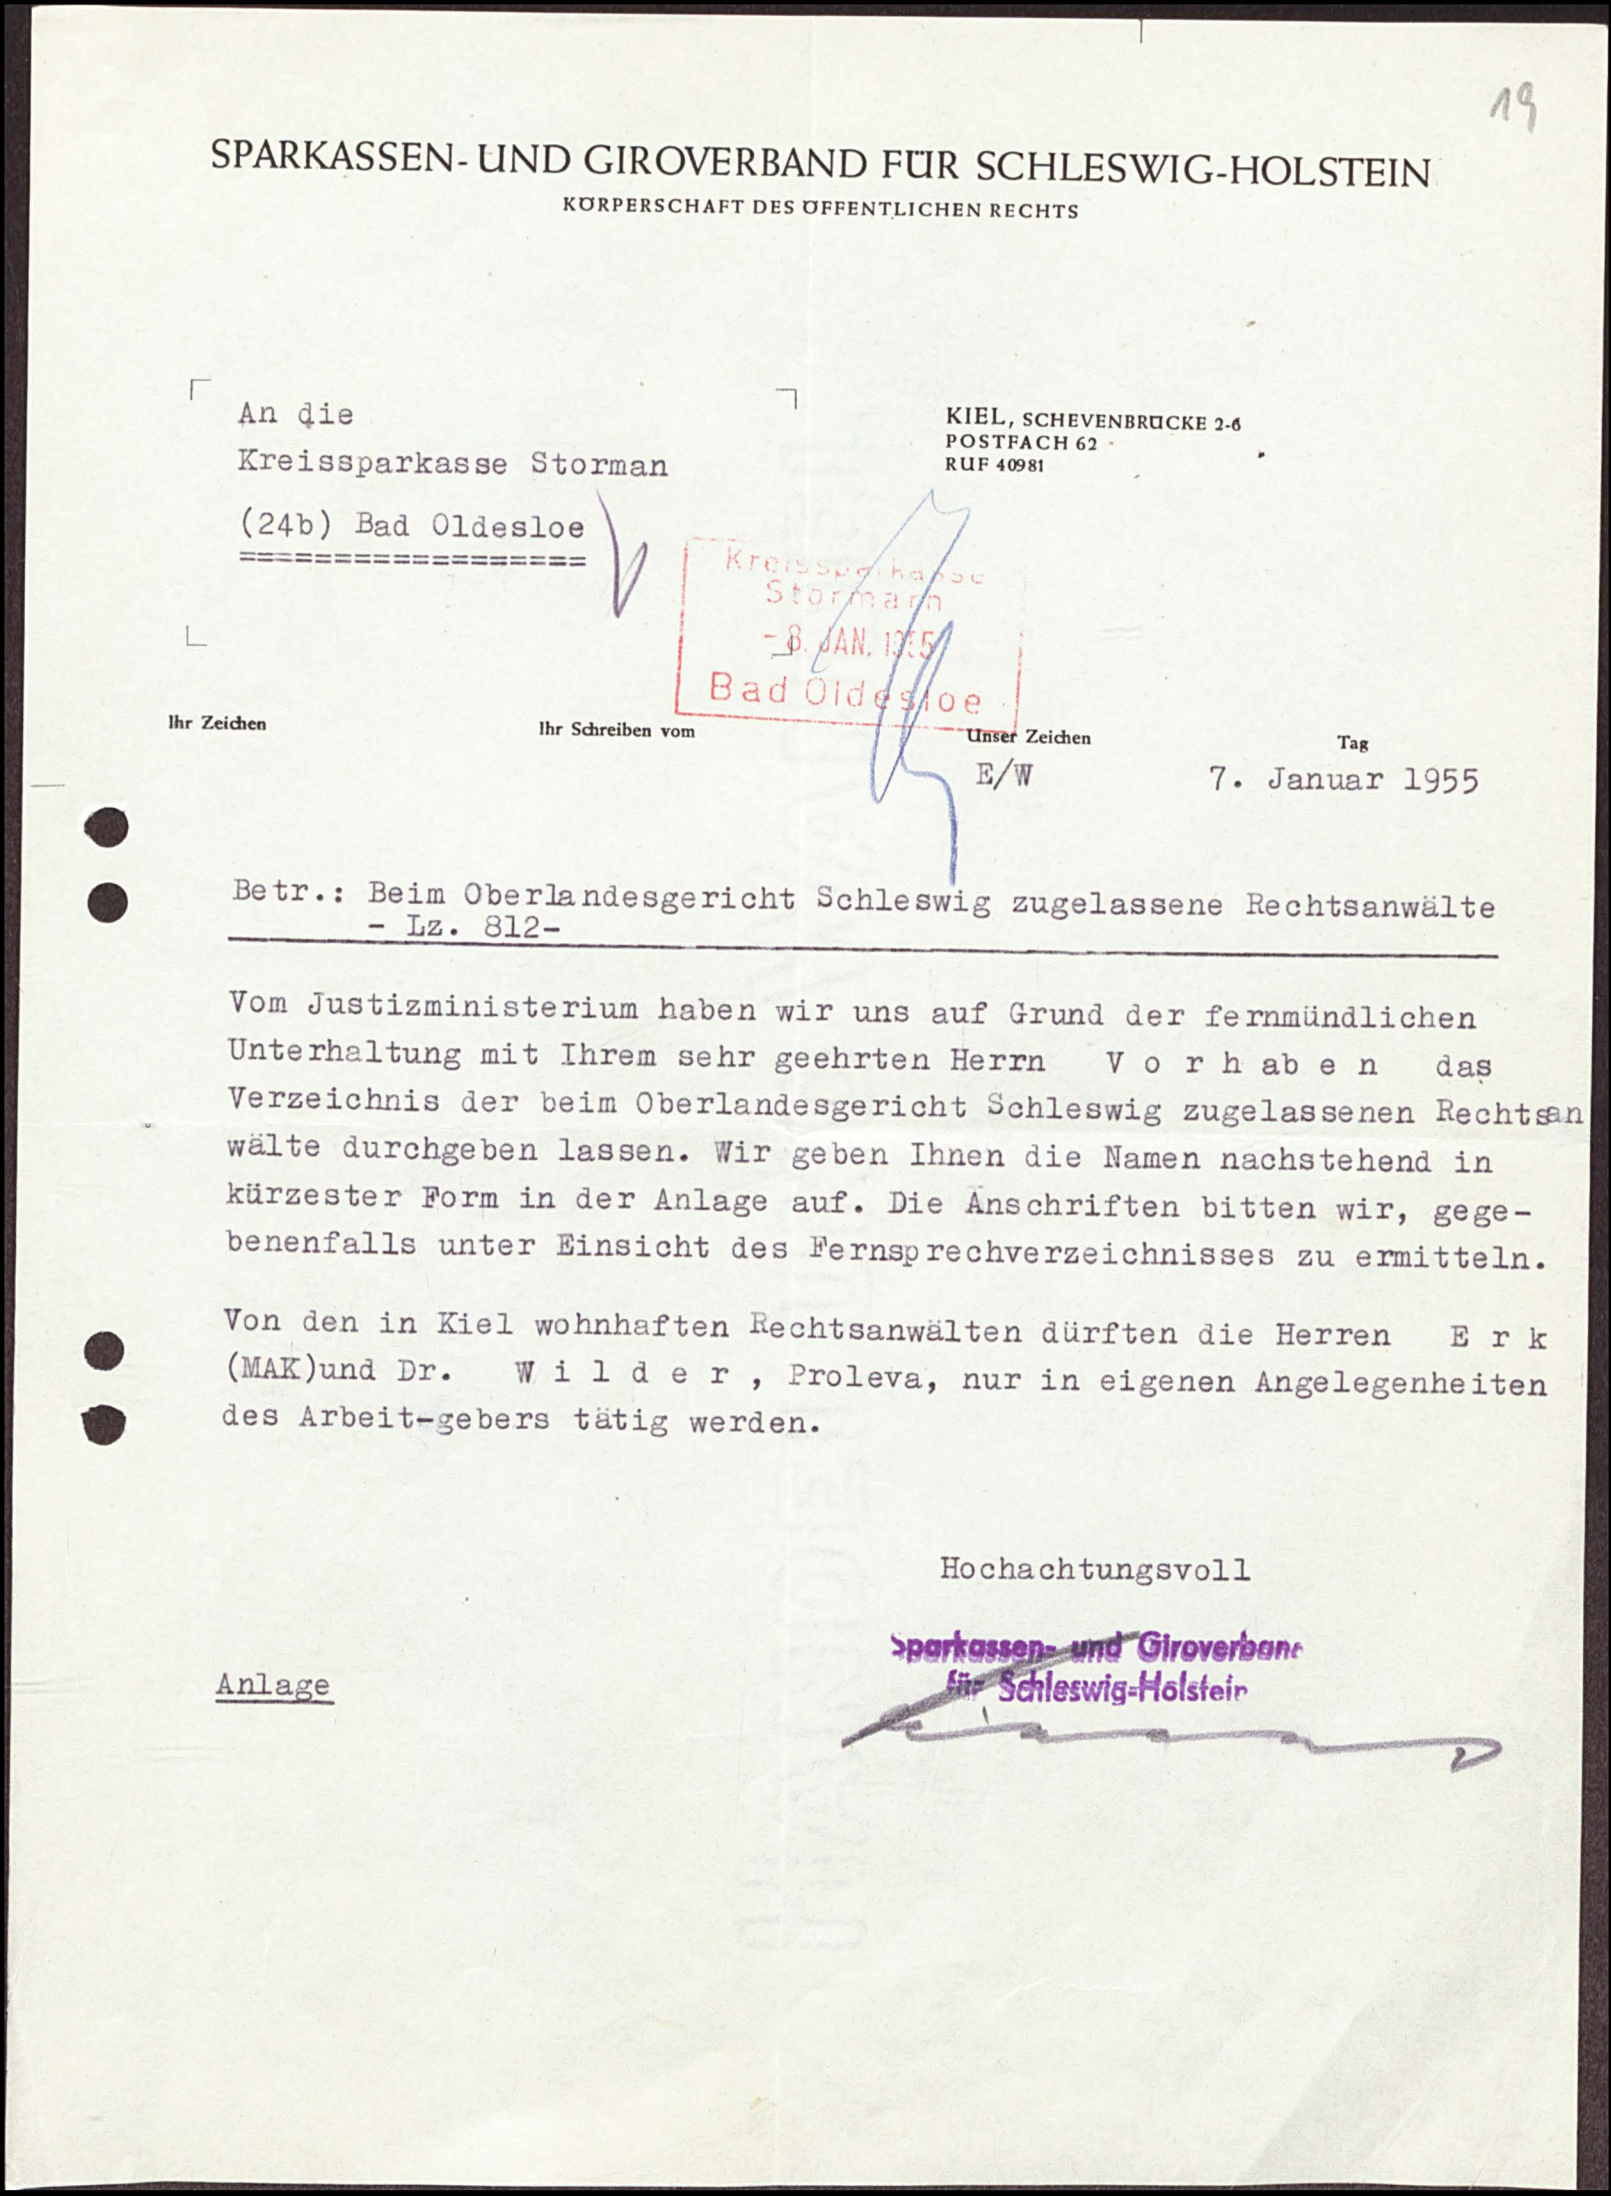 19
SPARKASSEN- UND GIROVERBAND FÜR SCHLESWIG-HOLSTEIN
KÖRPERSCHAFT DES ÖFFENTLICHEN RECHTS
An die
Kreissparkasse Storman
(24b) Bad Oldesloe
==================
KIEL, SCHEVENBRÜCKE 2-6
POSTFACH 62
RUF 40981
Kreissparkasse
Stormarn
- 8. JAN. 1955
Bad Oldesloe
Ihr Zeichen Ihr Schreiben vom Unser Zeichen Tag
E/W 7. Januar 1955
Betr.: Beim Oberlandesgericht Schleswig zugelassene Rechtsanwälte
- Lz. 812-
Vom Justizministerium haben wir uns auf Grund der fernmündlichen
Unterhaltung mit Ihrem sehr geehrten Herrn V o r h a b e n das
Verzeichnis der beim Oberlandesgericht Schleswig zugelassenen Rechtsan
wälte durchgeben lassen. Wir geben Ihnen die Namen nachstehend in
kürzester Form in der Anlage auf. Die Anschriften bitten wir, gege-
benenfalls unter Einsicht des Fernsprechverzeichnisses zu ermitteln.
Von den in Kiel wohnhaften Rechtsanwälten dürften die Herren E r k
(MAK)und Dr. W i l d e r , Proleva, nur in eigenen Angelegenheiten
des Arbeit-gebers tätig werden.
Hochachtungsvoll
Sparkassen- und Giroverband
für Schleswig-Holstein
Anlage